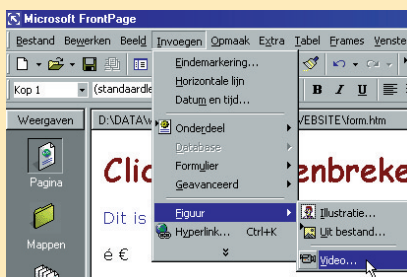 Microsoft FrontPage
Bestand Bewerken Beeld Invoegen Opmaak Extra Tabel Frames
Kop 1 (standaardle B I U
Weergaven D:\DATA\ EBSITE\form.htm
Eindemarkering...
Horizontale lijn
Datum en tijd...
Onderdeel
Database
Formulier
Geavanceerd
Figuur
Hyperlink... Ctrl+K
Illustratie...
Uit bestand...
Video...
Pagina
Mappen
Clic enbreke
Dit is
é €